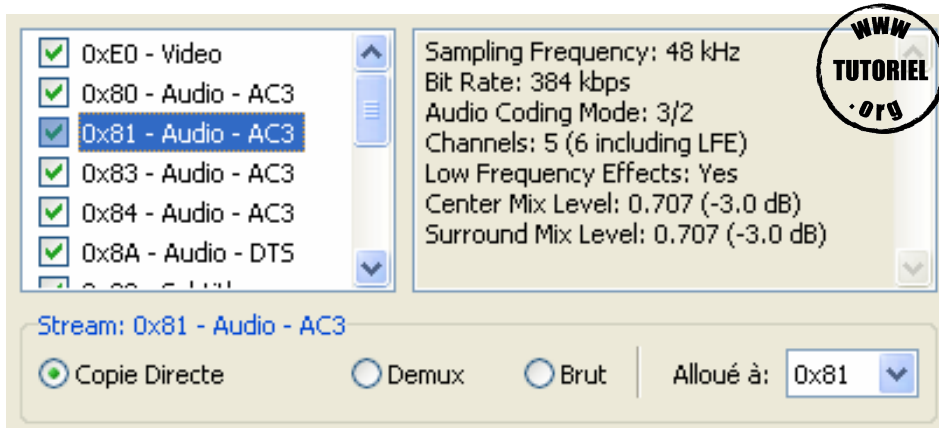 0xE0 - Video
0x80 - Audio - AC3
0x81 - Audio - AC3
0x83 - Audio - AC3
0x84 - Audio - AC3
0x8A - Audio - DTS
Sampling Frequency: 48 kHz
Bit Rate: 384 kbps
Audio Coding Mode: 3/2
Channels: 5 (6 including LFE)
Low Frequency Effects: Yes
Center Mix Level: 0.707 (-3.0 dB)
Surround Mix Level: 0.707 (-3.0 dB)
WWW
TUTORIEL
.org
Stream: 0x81 - Audio - AC3
Copie Directe
Demux
Brut
Alloué à:
0x81